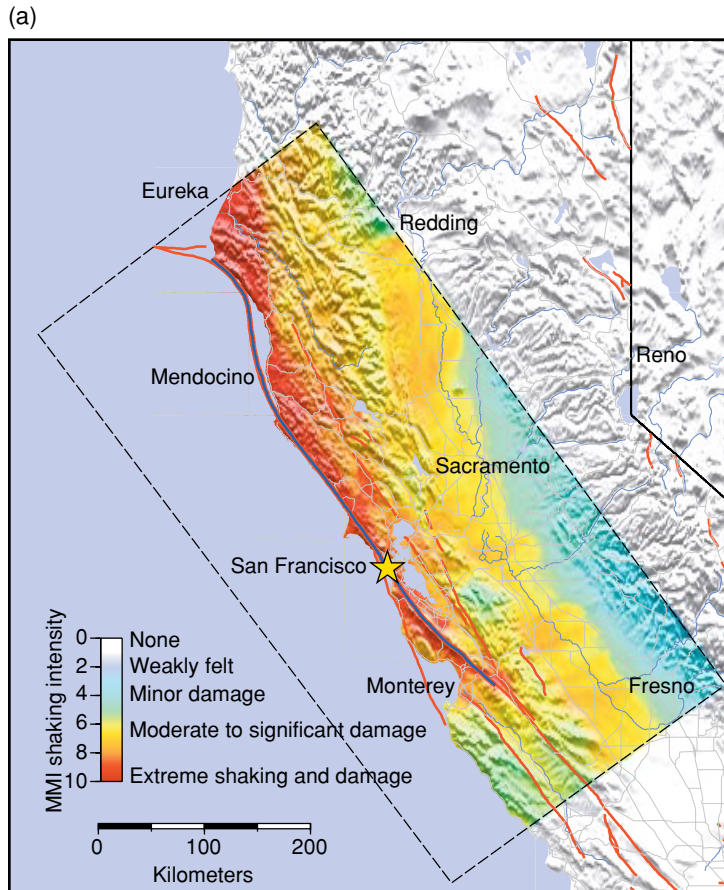 (a)
Eureka
Redding
Reno
Mendocino
Sacramento
San Francisco
Monterey
Fresno
MMI shaking intensity
0
2
4
6
8
10
None
Weakly felt
Minor damage
Moderate to significant damage
Extreme shaking and damage
0 100 200
Kilometers